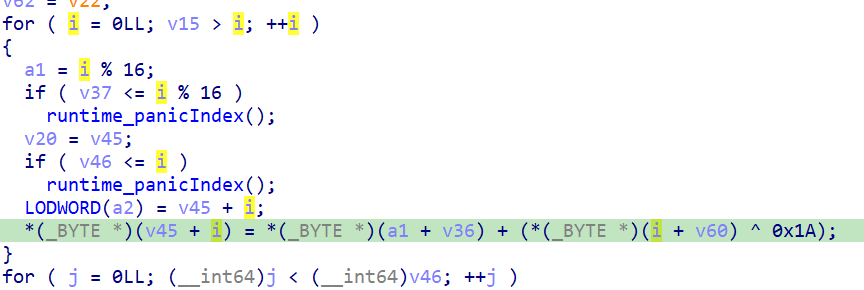 v62 = v22;
for ( i = 0LL; v15 > i; ++i )
{
a1 = i % 16;
if ( v37 <= i % 16 )
runtime_panicIndex();
v20 = v45;
if ( v46 <= i )
runtime_panicIndex();
LODWORD(a2) = v45 + i;
*(_BYTE *)(v45 + i) = *(_BYTE *)(a1 + v36) + (*(_BYTE *)(i + v60) ^ 0x1A);
}
for ( j = 0LL; (__int64)j < (__int64)v46; ++j )